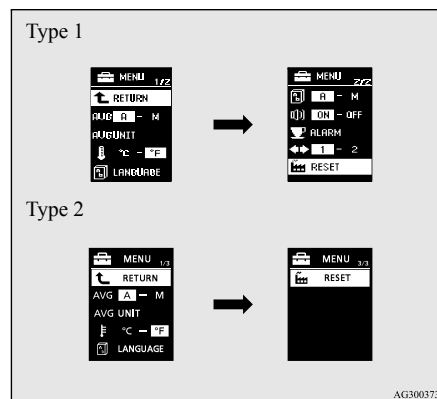 Type 1
MENU 1/2
RETURN
AVG A - M
AVG UNIT
°C - °F
LANGUAGE
MENU 2/2
A - M
ON - OFF
ALARM
1 - 2
RESET
Type 2
MENU 1/3
RETURN
AVG A - M
AVG UNIT
°C - °F
LANGUAGE
MENU 3/3
RESET
AG300373